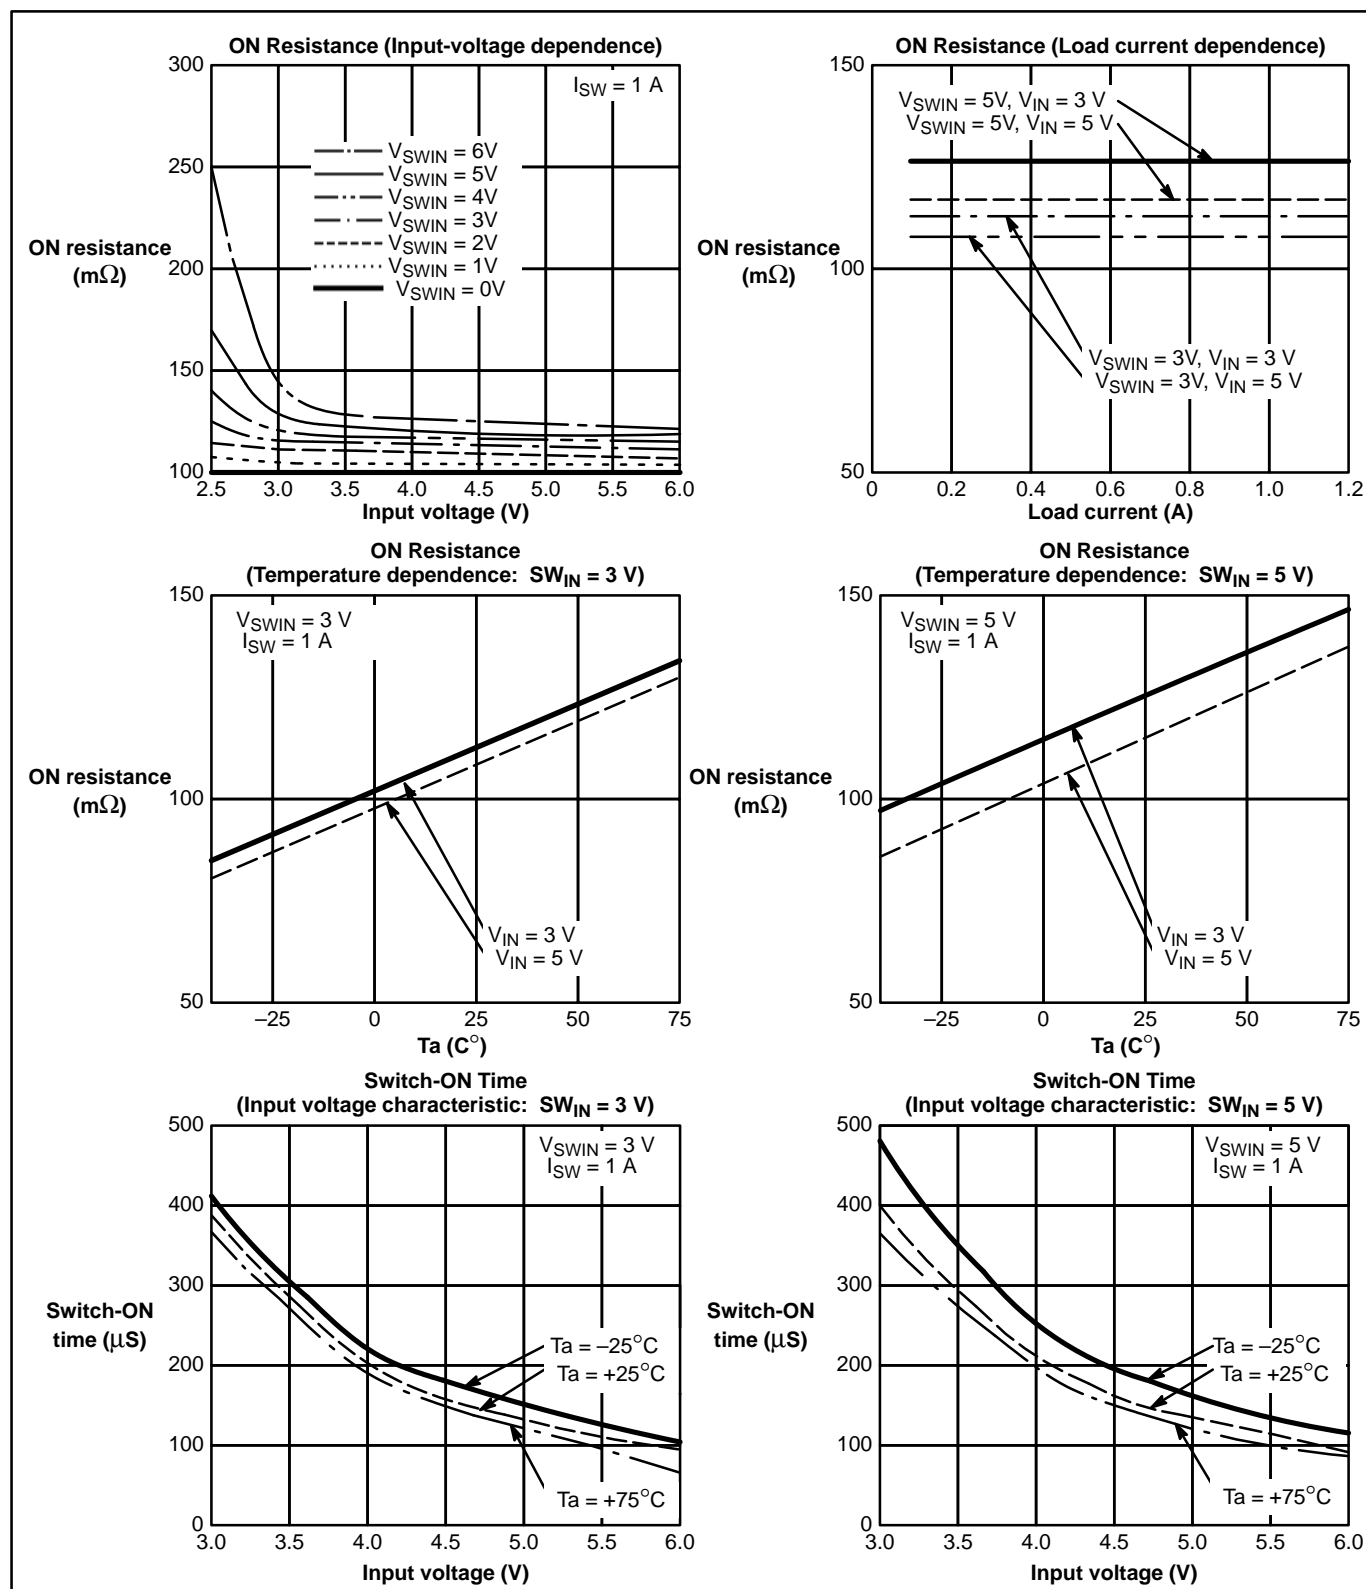 ON Resistance (Input-voltage dependence)
300
250
200
150
100
ON resistance
(mΩ)
I_SW = 1 A
V_SWIN = 6V
V_SWIN = 5V
V_SWIN = 4V
V_SWIN = 3V
V_SWIN = 2V
V_SWIN = 1V
V_SWIN = 0V
2.5 3.0 3.5 4.0 4.5 5.0 5.5 6.0
Input voltage (V)
ON Resistance (Load current dependence)
150
100
50
ON resistance
(mΩ)
V_SWIN = 5V, V_IN = 3 V
V_SWIN = 5V, V_IN = 5 V
V_SWIN = 3V, V_IN = 3 V
V_SWIN = 3V, V_IN = 5 V
0 0.2 0.4 0.6 0.8 1.0 1.2
Load current (A)
ON Resistance
(Temperature dependence: SW_IN = 3 V)
150
100
50
ON resistance
(mΩ)
V_SWIN = 3 V
I_SW = 1 A
V_IN = 3 V
V_IN = 5 V
–25 0 25 50 75
Ta (C°)
ON Resistance
(Temperature dependence: SW_IN = 5 V)
150
100
50
ON resistance
(mΩ)
V_SWIN = 5 V
I_SW = 1 A
V_IN = 3 V
V_IN = 5 V
–25 0 25 50 75
Ta (C°)
Switch-ON Time
(Input voltage characteristic: SW_IN = 3 V)
500
400
300
200
100
0
Switch-ON
time (μS)
V_SWIN = 3 V
I_SW = 1 A
Ta = –25°C
Ta = +25°C
Ta = +75°C
3.0 3.5 4.0 4.5 5.0 5.5 6.0
Input voltage (V)
Switch-ON Time
(Input voltage characteristic: SW_IN = 5 V)
500
400
300
200
100
0
Switch-ON
time (μS)
V_SWIN = 5 V
I_SW = 1 A
Ta = –25°C
Ta = +25°C
Ta = +75°C
3.0 3.5 4.0 4.5 5.0 5.5 6.0
Input voltage (V)